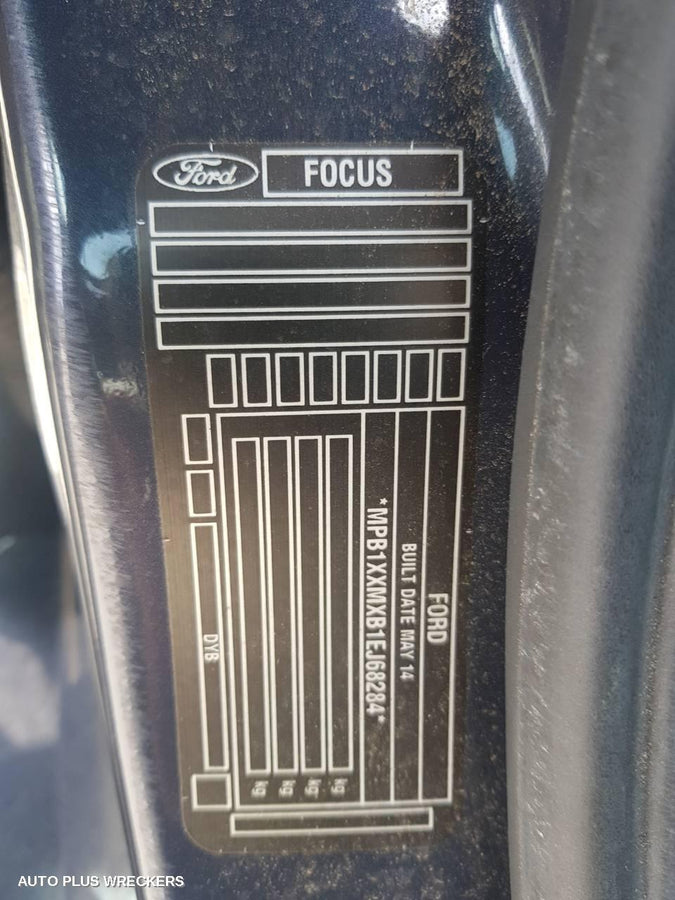 Ford
FOCUS
FORD
BUILT DATE MAY 14
*MPB1XXMXB1EJ68284*
kg
kg
kg
kg
DYB
AUTO PLUS WRECKERS